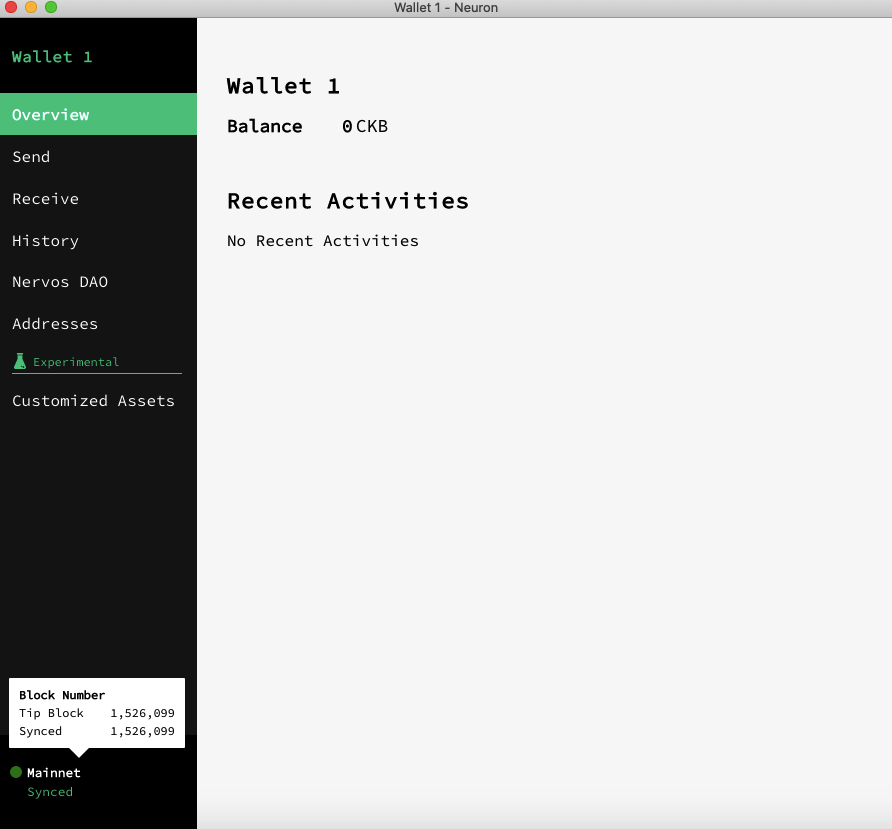 Wallet 1 - Neuron
Wallet 1
Overview
Send
Receive
History
Nervos DAO
Addresses
Experimental
Customized Assets
Block Number
Tip Block 1,526,099
Synced 1,526,099
Mainnet
Synced
Wallet 1
Balance 0 CKB
Recent Activities
No Recent Activities